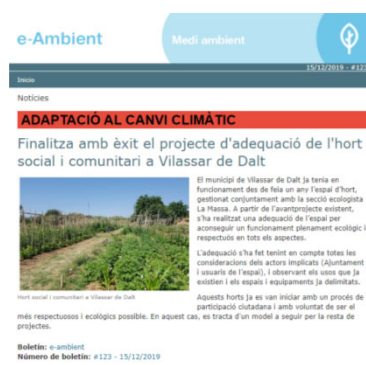 e-Ambient
Medi ambient
15/12/2019 - #123
Inicio
Notícies
ADAPTACIÓ AL CANVI CLIMÀTIC
Finalitza amb èxit el projecte d'adequació de l'hort
social i comunitari a Vilassar de Dalt
El municipi de Vilassar de Dalt ja tenia en
funcionament des de feia un any l'espai d'hort,
gestionat conjuntament amb la secció ecologista
La Massa. A partir de l'avantprojecte existent,
s'ha realitzat una adequació de l'espai per
aconseguir un funcionament plenament ecològic i
respectuós en tots els aspectes.
L'adequació s'ha fet tenint en compte totes les
consideracions dels actors implicats (Ajuntament
i usuaris de l'espai), i observant els usos que ja
existien i els espais i equipaments ja delimitats.
Hort social i comunitari a Vilassar de Dalt
Aquests horts ja es van iniciar amb un procés de
participació ciutadana i amb voluntat de ser el
més respectuosos i ecològics possible. En aquest cas, es tracta d'un model a seguir per la resta de
projectes.
Boletín: e-ambient
Número de boletín: #123 - 15/12/2019